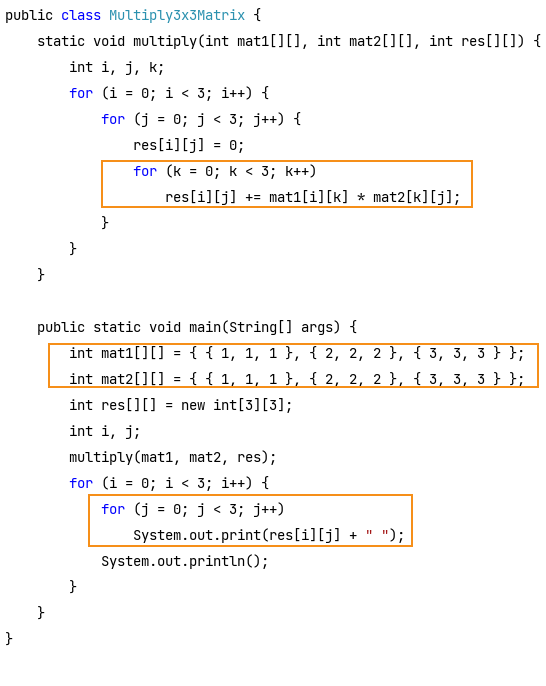 public class Multiply3x3Matrix {
    static void multiply(int mat1[][], int mat2[][], int res[][]) {
        int i, j, k;
        for (i = 0; i < 3; i++) {
            for (j = 0; j < 3; j++) {
                res[i][j] = 0;
                for (k = 0; k < 3; k++)
                    res[i][j] += mat1[i][k] * mat2[k][j];
            }
        }
    }

    public static void main(String[] args) {
        int mat1[][] = { { 1, 1, 1 }, { 2, 2, 2 }, { 3, 3, 3 } };
        int mat2[][] = { { 1, 1, 1 }, { 2, 2, 2 }, { 3, 3, 3 } };
        int res[][] = new int[3][3];
        int i, j;
        multiply(mat1, mat2, res);
        for (i = 0; i < 3; i++) {
            for (j = 0; j < 3; j++)
                System.out.print(res[i][j] + " ");
            System.out.println();
        }
    }
}